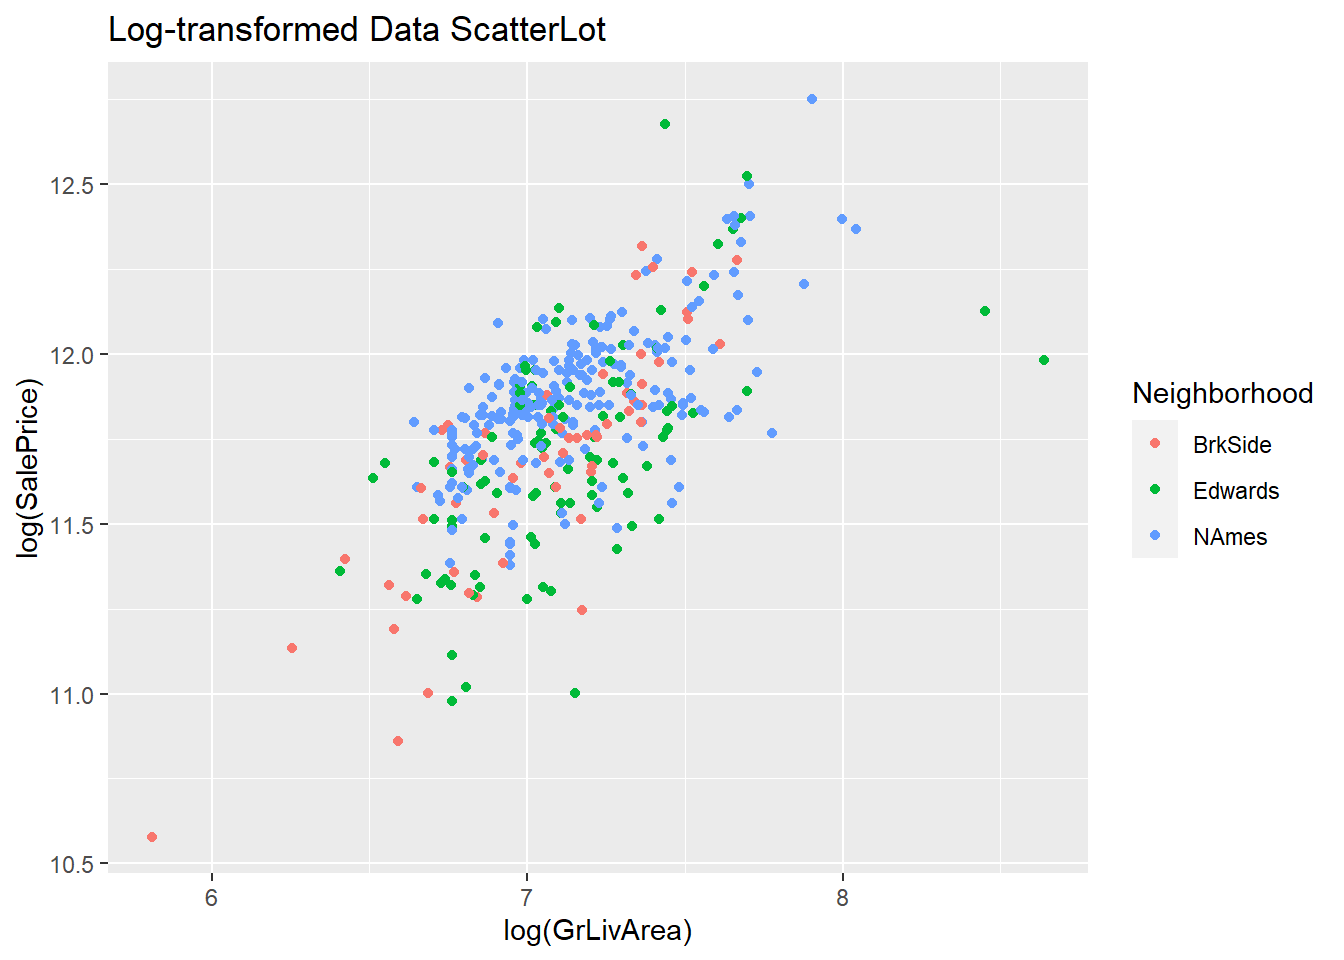 Log-transformed Data ScatterLot
log(SalePrice)
12.5
12.0
11.5
11.0
10.5
6
7
8
log(GrLivArea)
Neighborhood
BrkSide
Edwards
NAmes